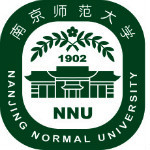 南京师范大学
1902
NNU
NANJING NORMAL UNIVERSITY